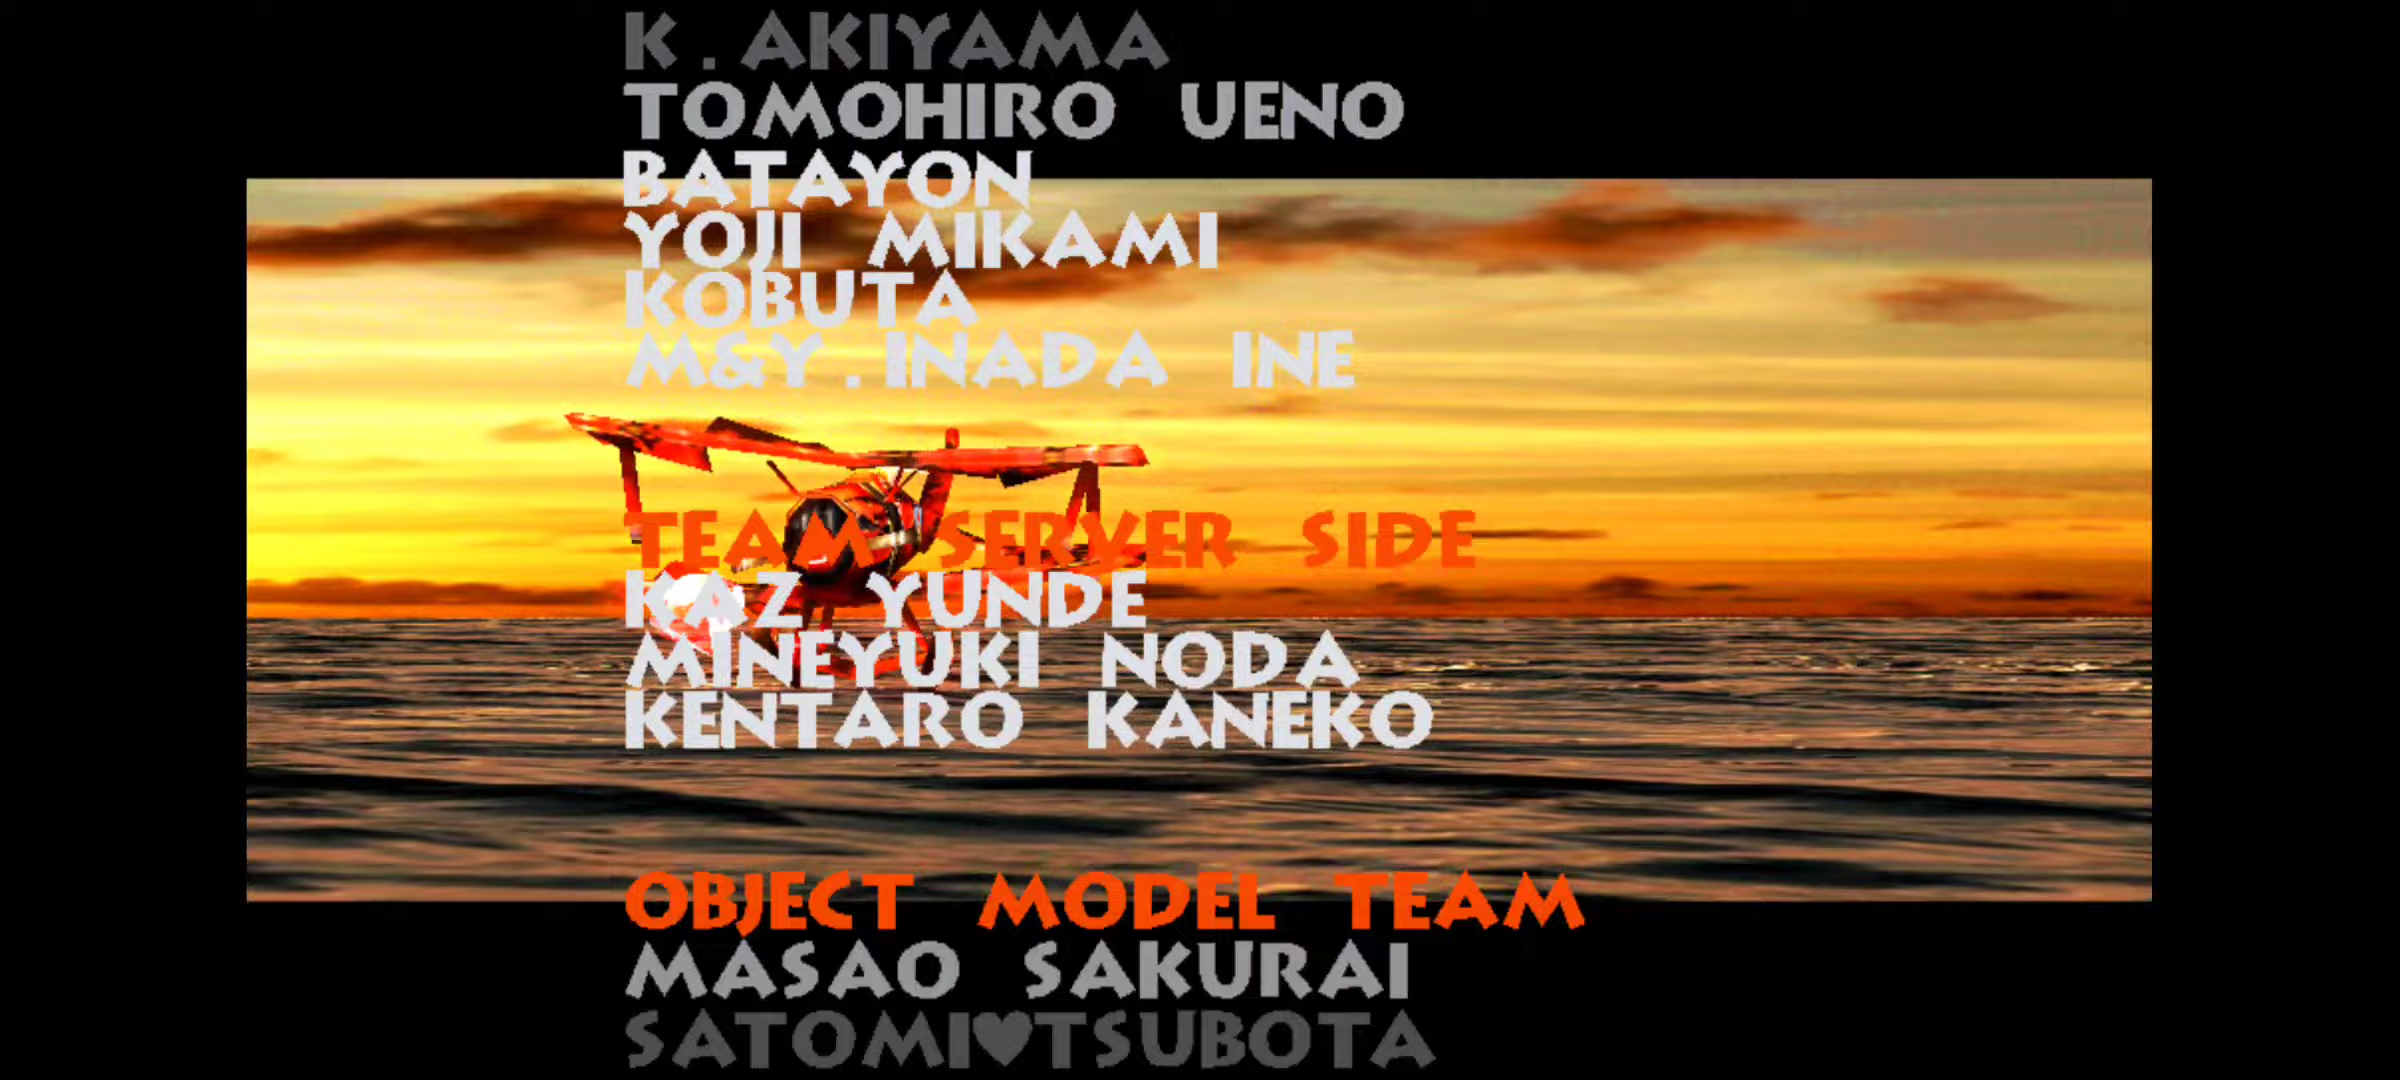 K.AKIYAMA
TOMOHIRO UENO
BATAYON
YOJI MIKAMI
KOBUTA
M&Y.INADA INE
TEAM SERVER SIDE
KAZ YUNDE
MINEYUKI NODA
KENTARO KANEKO
OBJECT MODEL TEAM
MASAO SAKURAI
SATOMI♥TSUBOTA